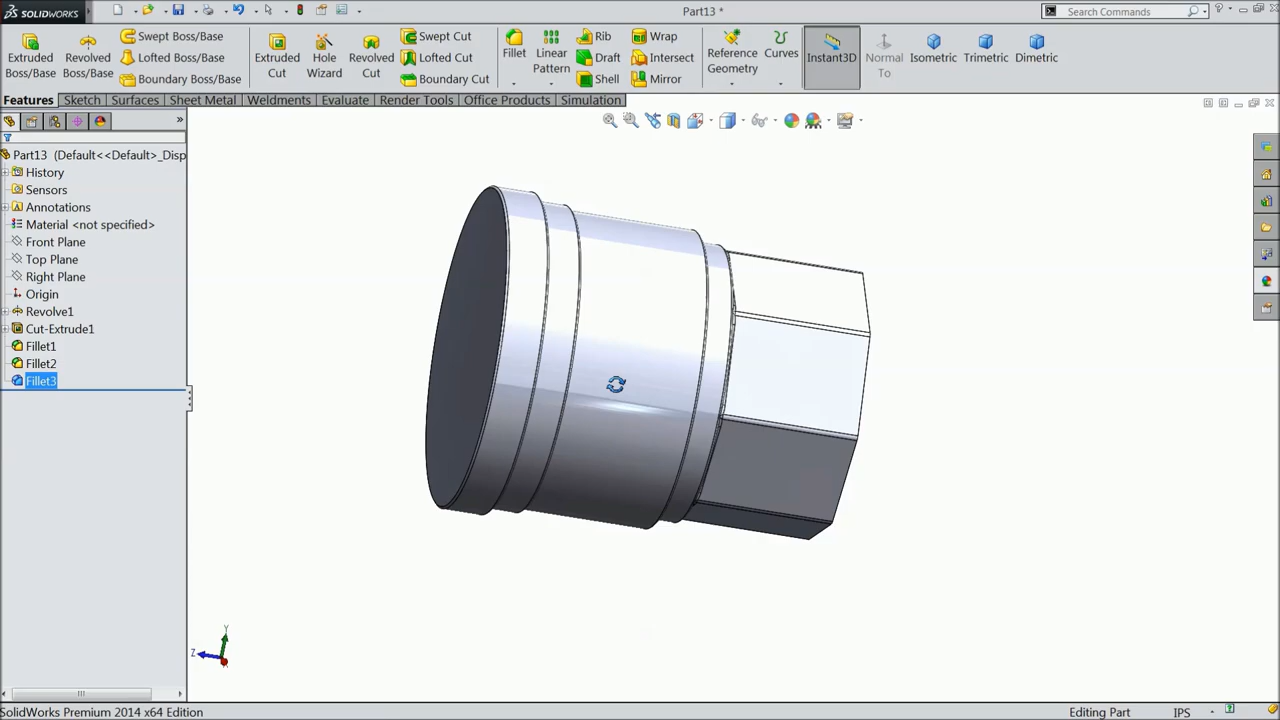 SOLIDWORKS
Part13 *
Search Commands
?
Extruded Boss/Base
Revolved Boss/Base
Swept Boss/Base
Lofted Boss/Base
Boundary Boss/Base
Extruded Cut
Hole Wizard
Revolved Cut
Swept Cut
Lofted Cut
Boundary Cut
Fillet
Linear Pattern
Rib
Draft
Shell
Wrap
Intersect
Mirror
Reference Geometry
Curves
Instant3D
Normal To
Isometric
Trimetric
Dimetric
Features
Sketch
Surfaces
Sheet Metal
Weldments
Evaluate
Render Tools
Office Products
Simulation
»
Part13 (Default<<Default>_Disp
History
Sensors
A Annotations
Material <not specified>
Front Plane
Top Plane
Right Plane
Origin
Revolve1
Cut-Extrude1
Fillet1
Fillet2
Fillet3
Y
Z
SolidWorks Premium 2014 x64 Edition
Editing Part
IPS